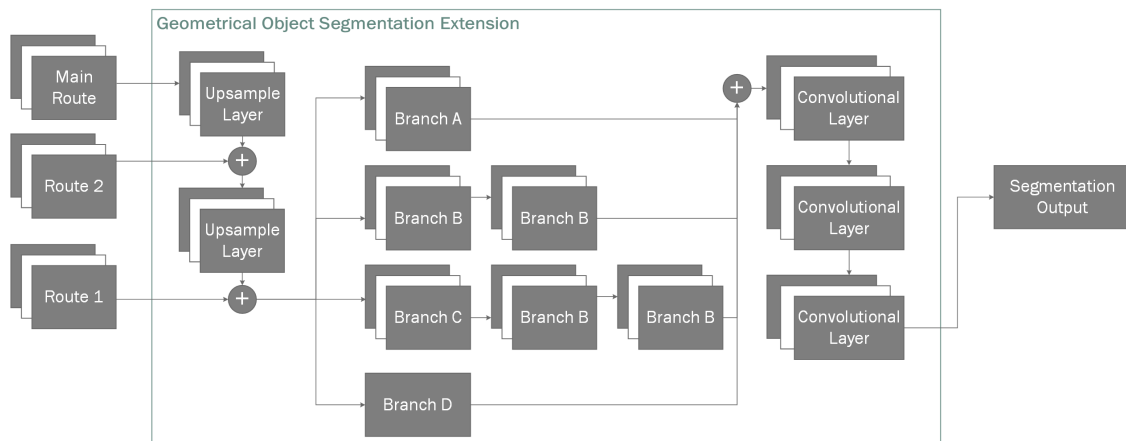 Geometrical Object Segmentation Extension
Main
Route
Upsample
Layer
+
Route 2
Upsample
Layer
Route 1
+
Branch A
Branch B
Branch B
Branch C
Branch B
Branch B
Branch D
+
Convolutional
Layer
Convolutional
Layer
Convolutional
Layer
Segmentation
Output